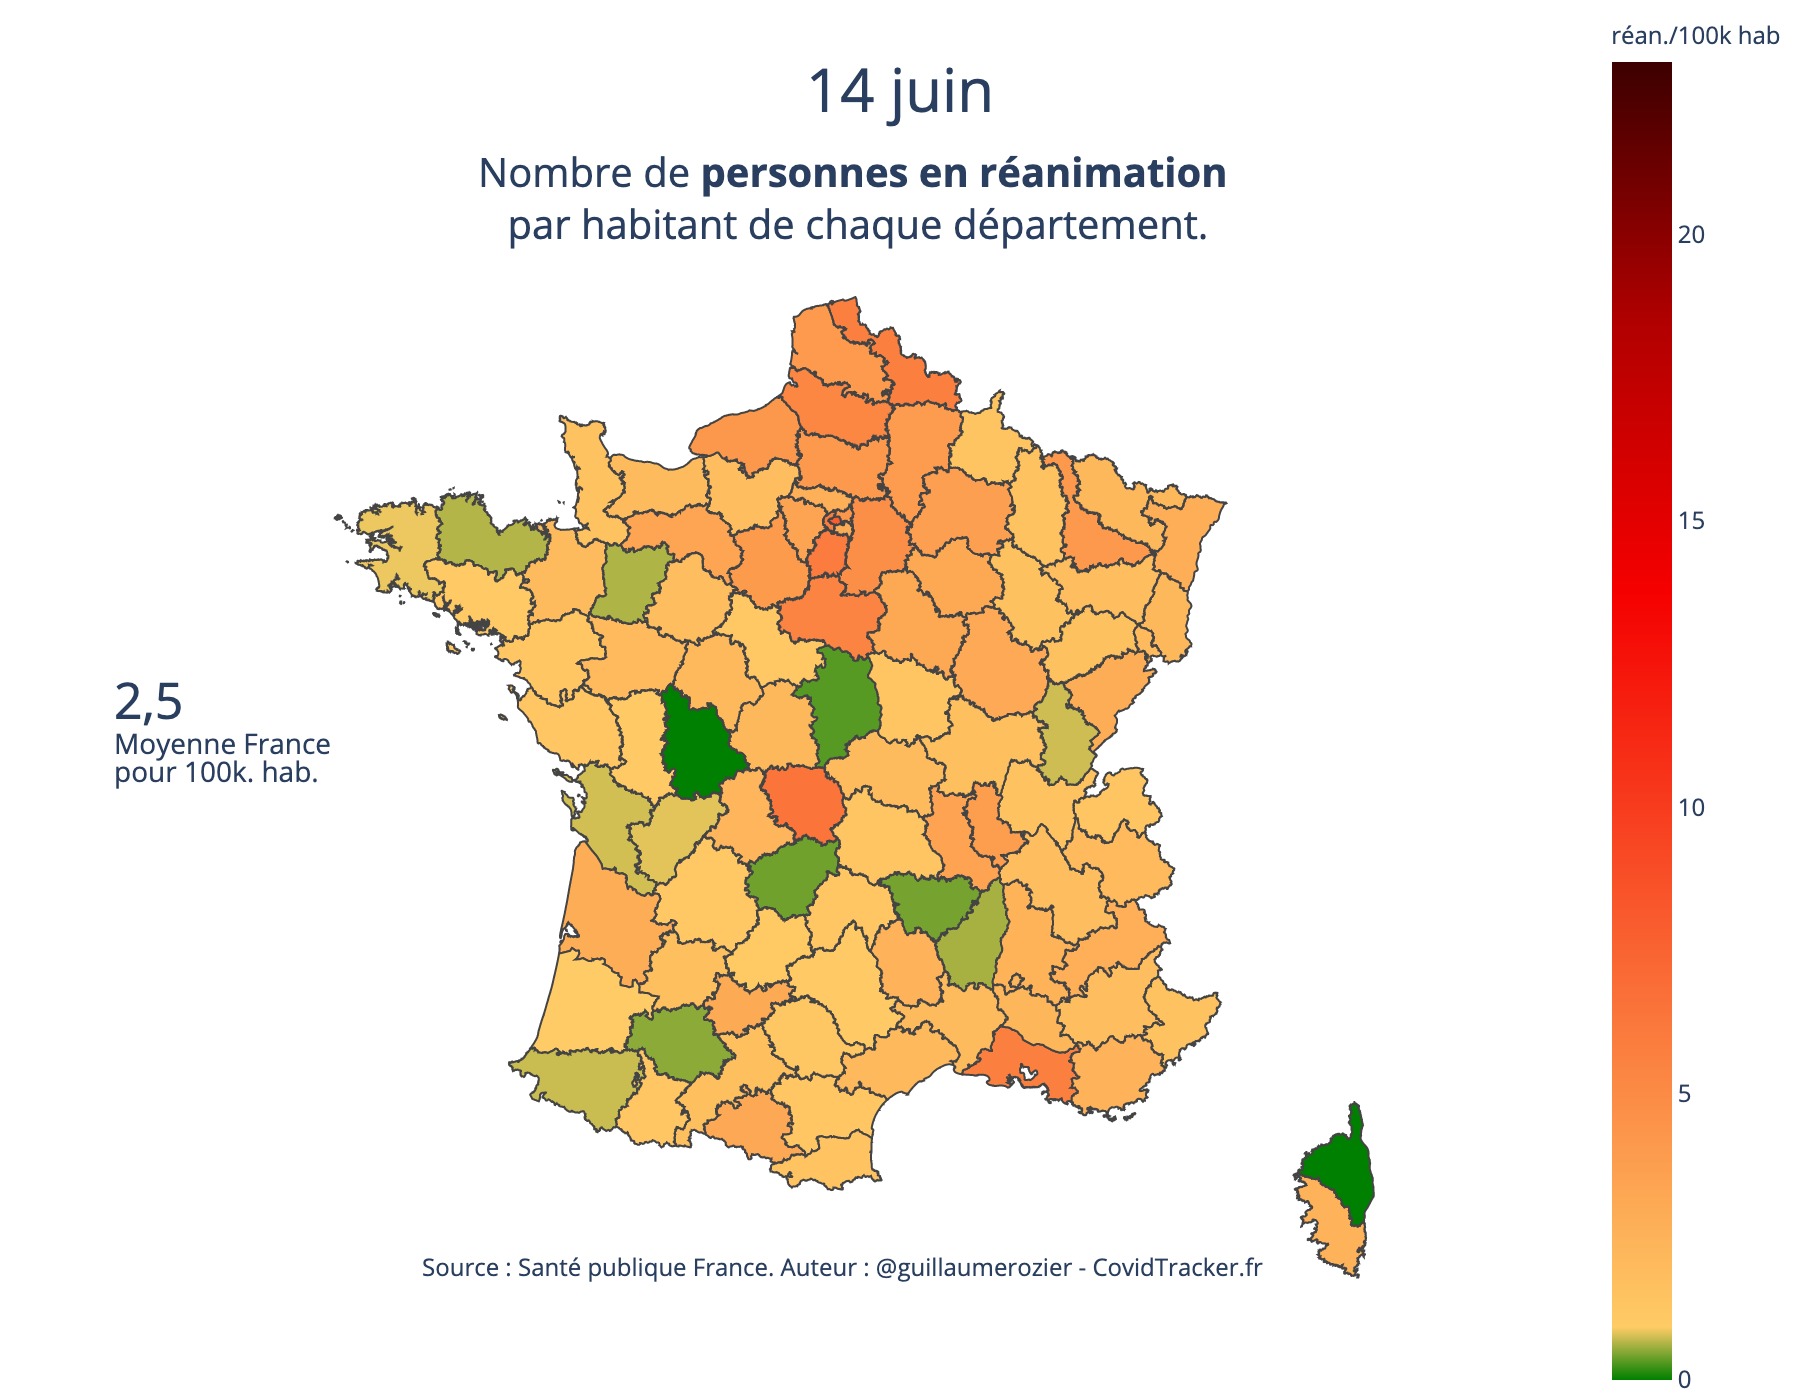 réan./100k hab
14 juin
Nombre de personnes en réanimation
par habitant de chaque département.
20
15
2,5
Moyenne France
pour 100k. hab.
10
5
Source : Santé publique France. Auteur : @guillaumerozier - CovidTracker.fr
0